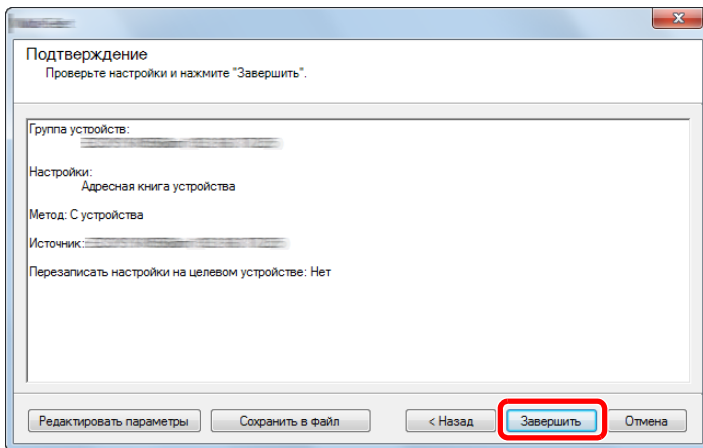 Подтверждение
Проверьте настройки и нажмите "Завершить".
Группа устройств:
Настройки:
Адресная книга устройства
Метод: С устройства
Источник:
Перезаписать настройки на целевом устройстве: Нет
Редактировать параметры Сохранить в файл < Назад Завершить Отмена